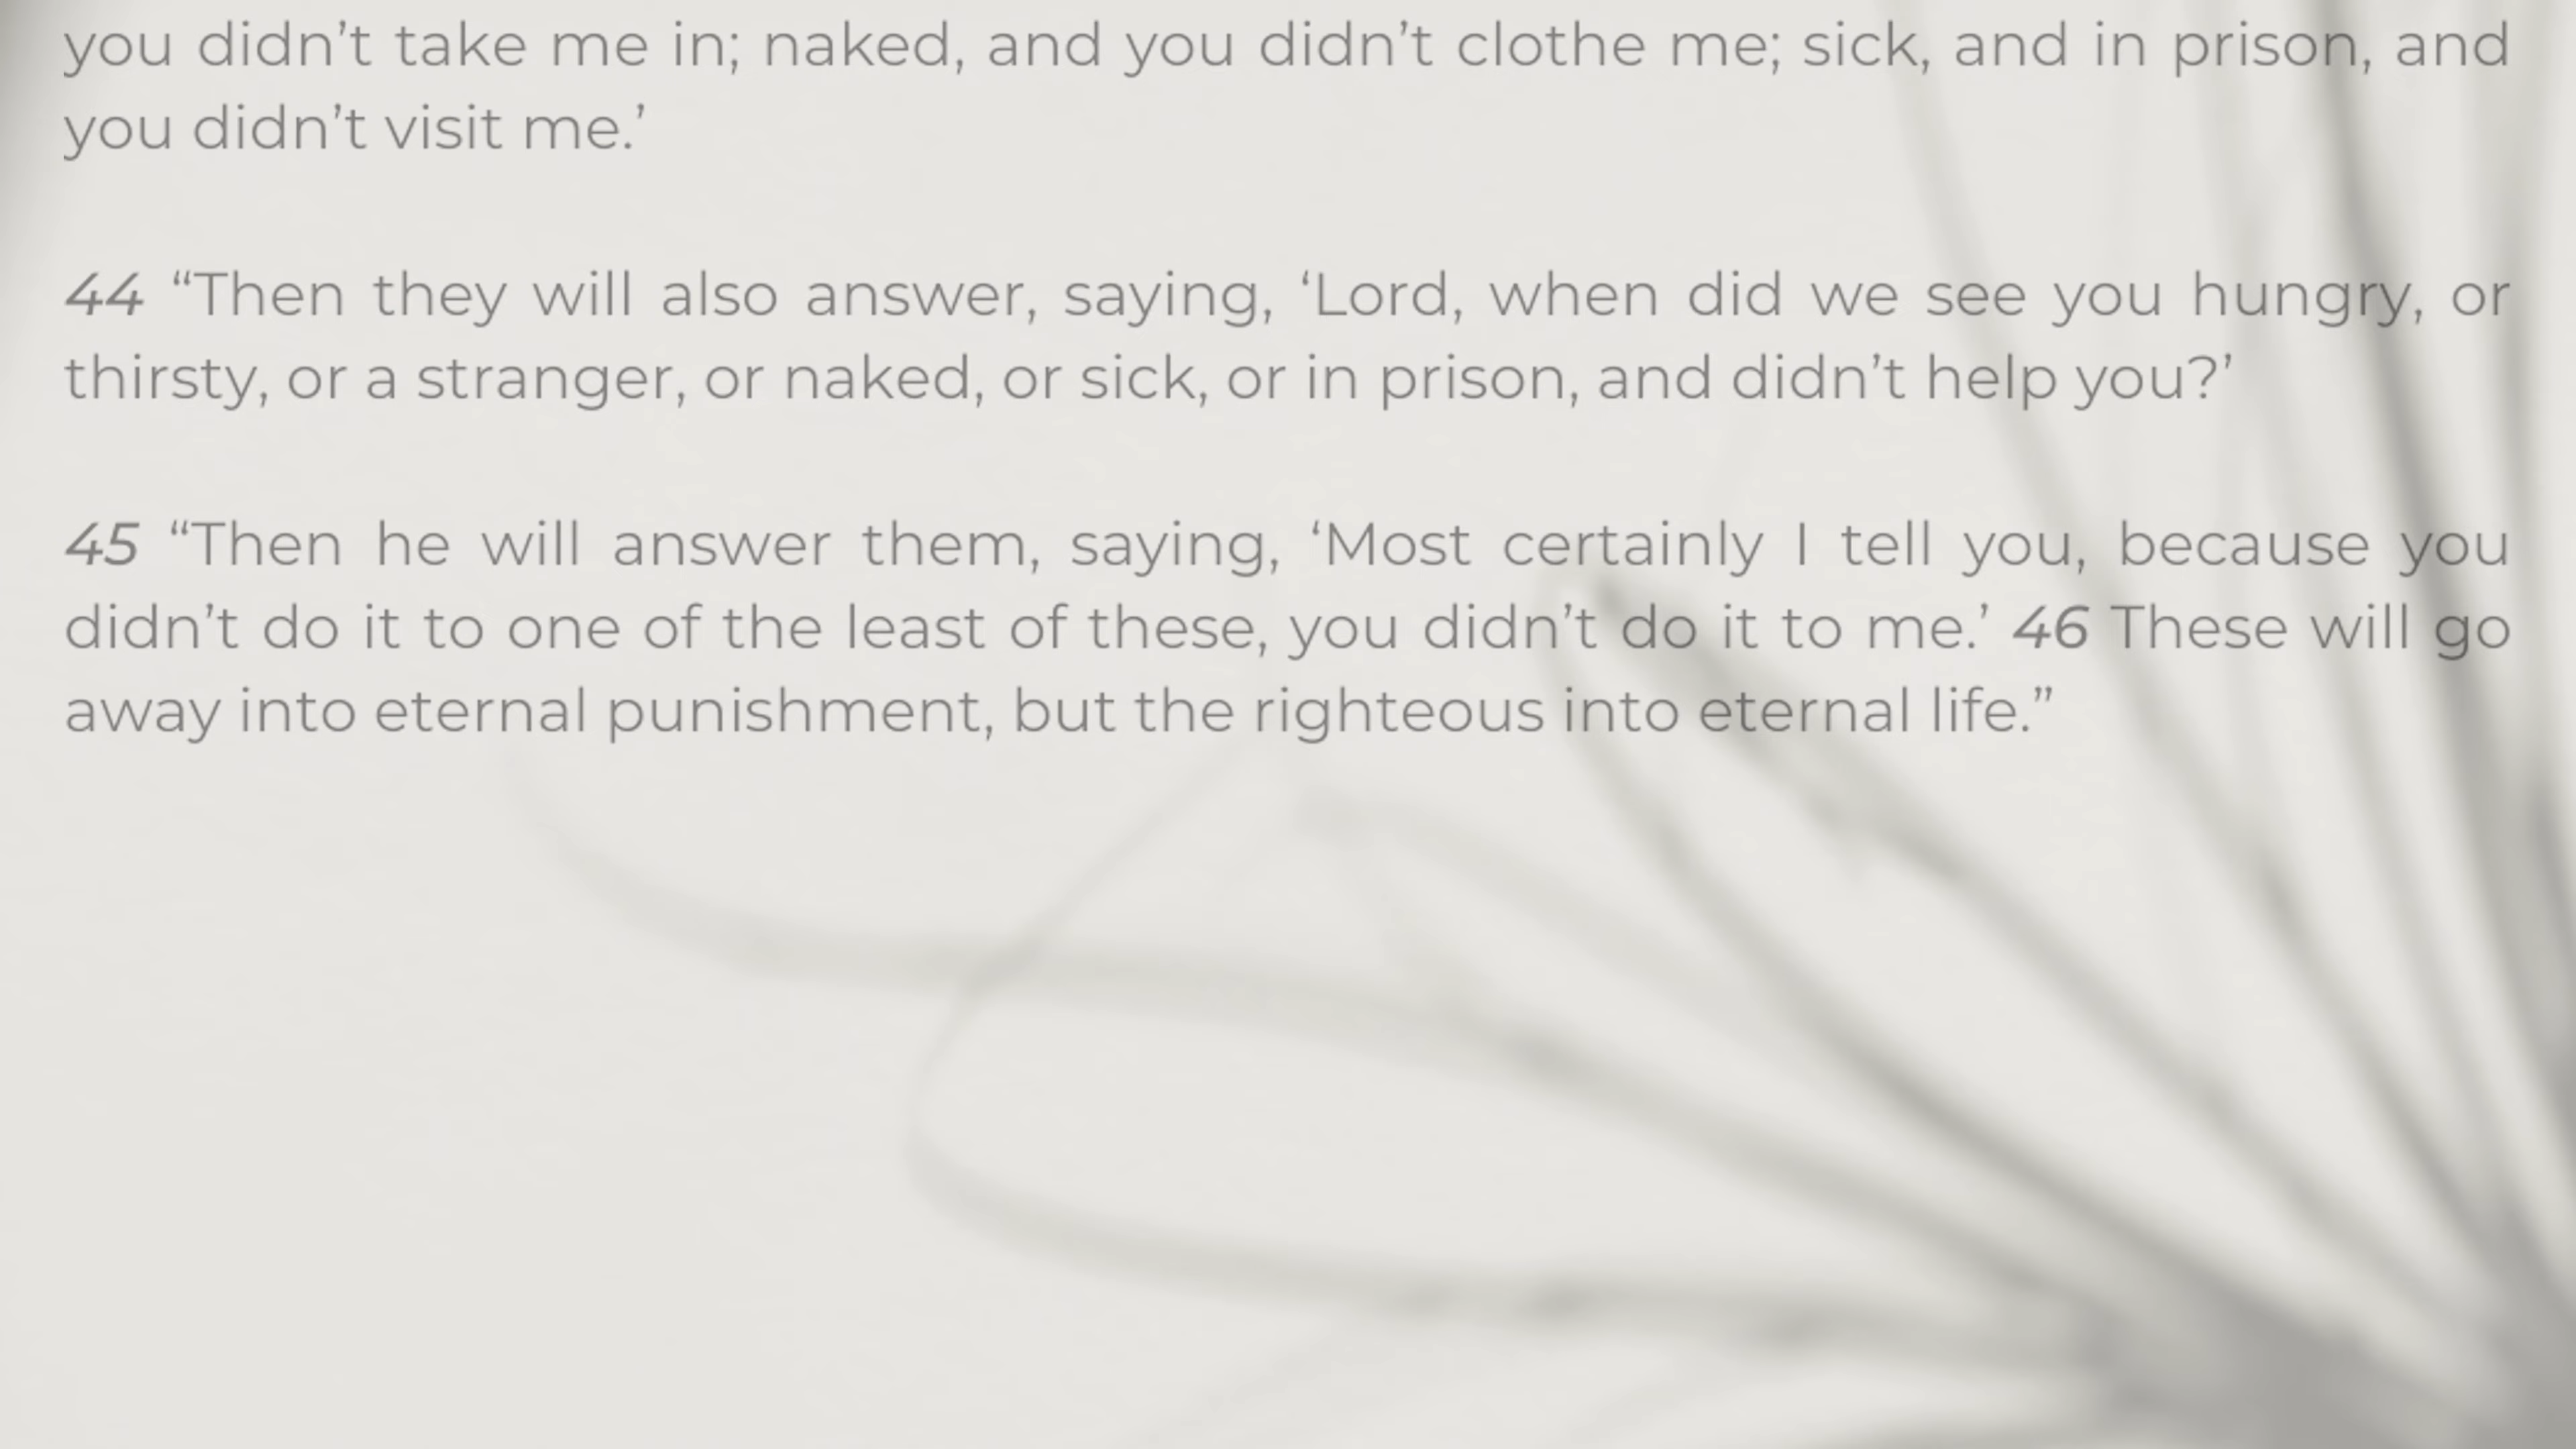 you didn’t take me in; naked, and you didn’t clothe me; sick, and in prison, and
you didn’t visit me.’
44 “Then they will also answer, saying, ‘Lord, when did we see you hungry, or
thirsty, or a stranger, or naked, or sick, or in prison, and didn’t help you?’
45 “Then he will answer them, saying, ‘Most certainly I tell you, because you
didn’t do it to one of the least of these, you didn’t do it to me.’ 46 These will go
away into eternal punishment, but the righteous into eternal life.”